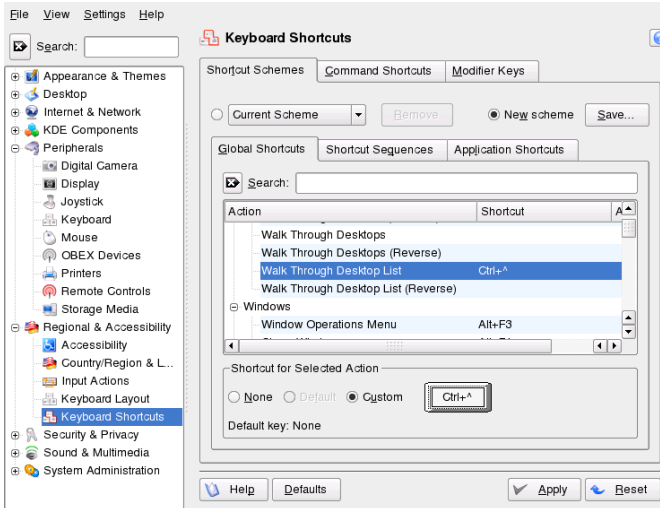 File View Settings Help
Search:
Appearance & Themes
Desktop
Internet & Network
KDE Components
Peripherals
Digital Camera
Display
Joystick
Keyboard
Mouse
OBEX Devices
Printers
Remote Controls
Storage Media
Regional & Accessibility
Accessibility
Country/Region & L...
Input Actions
Keyboard Layout
Keyboard Shortcuts
Security & Privacy
Sound & Multimedia
System Administration
Keyboard Shortcuts
Shortcut Schemes Command Shortcuts Modifier Keys
Current Scheme Remove New scheme Save...
Global Shortcuts Shortcut Sequences Application Shortcuts
Search:
Action Shortcut A
Walk Through Desktops
Walk Through Desktops (Reverse)
Walk Through Desktop List Ctrl+^
Walk Through Desktop List (Reverse)
Windows
Window Operations Menu Alt+F3
Shortcut for Selected Action
None Default Custom Ctrl+^
Default key: None
Help Defaults Apply Reset